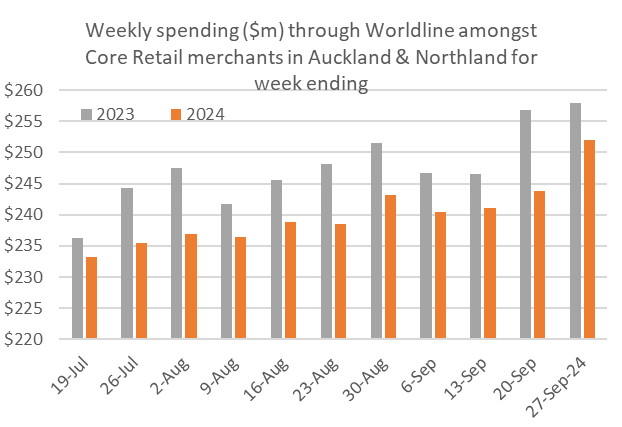 Weekly spending ($m) through Worldline amongst
Core Retail merchants in Auckland & Northland for
week ending
$260
$255
$250
$245
$240
$235
$230
$225
$220
2023
2024
19-Jul
26-Jul
2-Aug
9-Aug
16-Aug
23-Aug
30-Aug
6-Sep
13-Sep
20-Sep
27-Sep-24